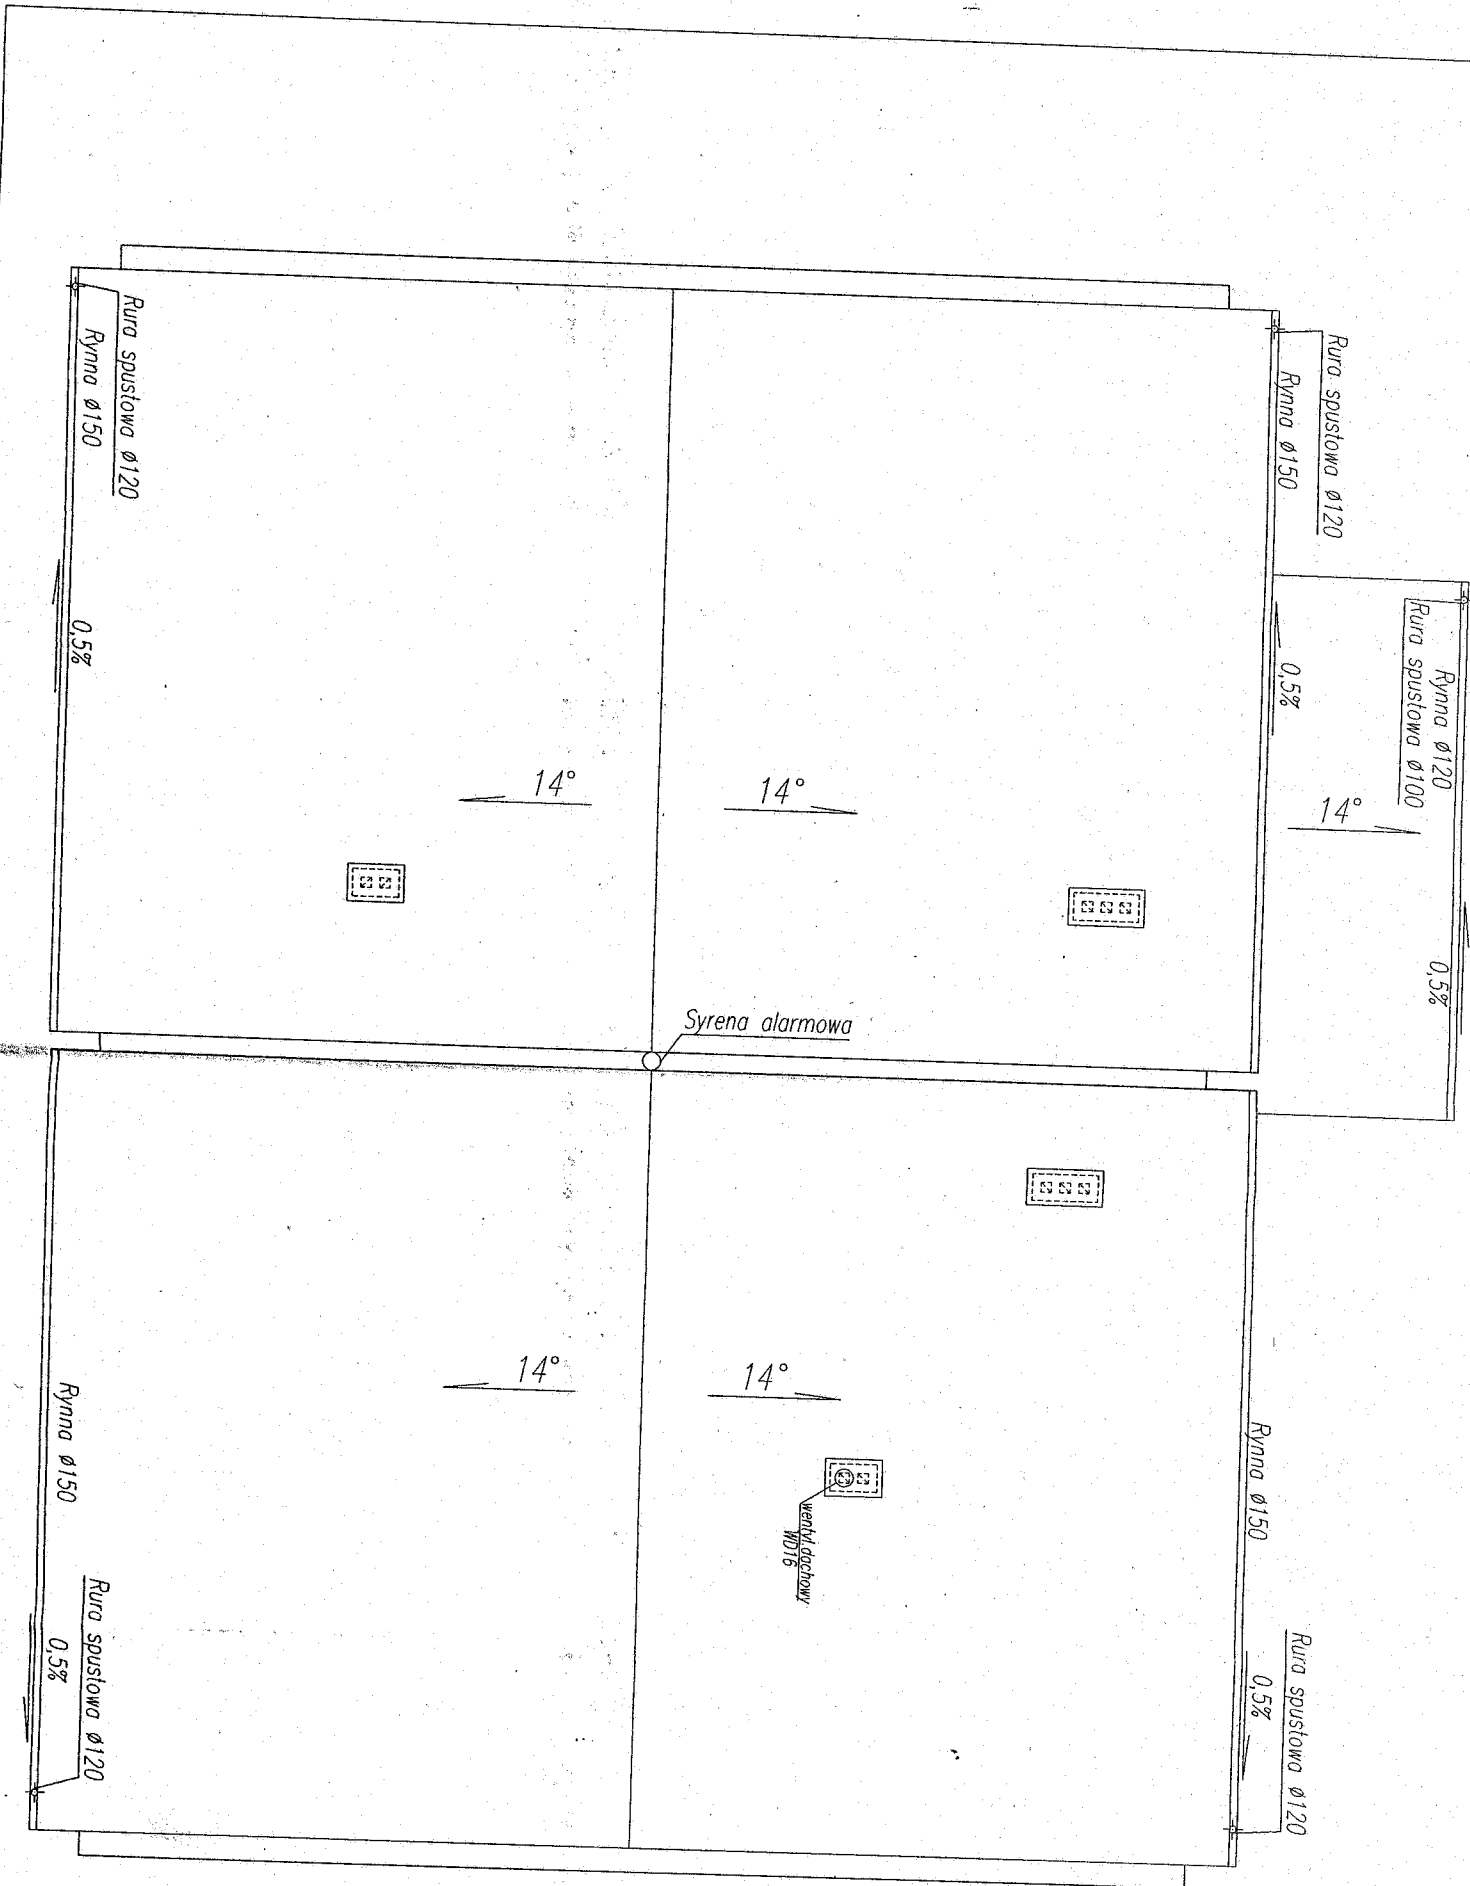 Rura spustowa ø120
Rynna ø150
0,5%
Rura spustowa ø120
Rynna ø150
0,5%
Rynna ø120
Rura spustowa ø100
14°
0,5%
14°
14°
Syrena alarmowa
14°
14°
wentyl.dachowy
WD16
Rynna ø150
0,5%
Rura spustowa ø120
Rynna ø150
0,5%
Rura spustowa ø120